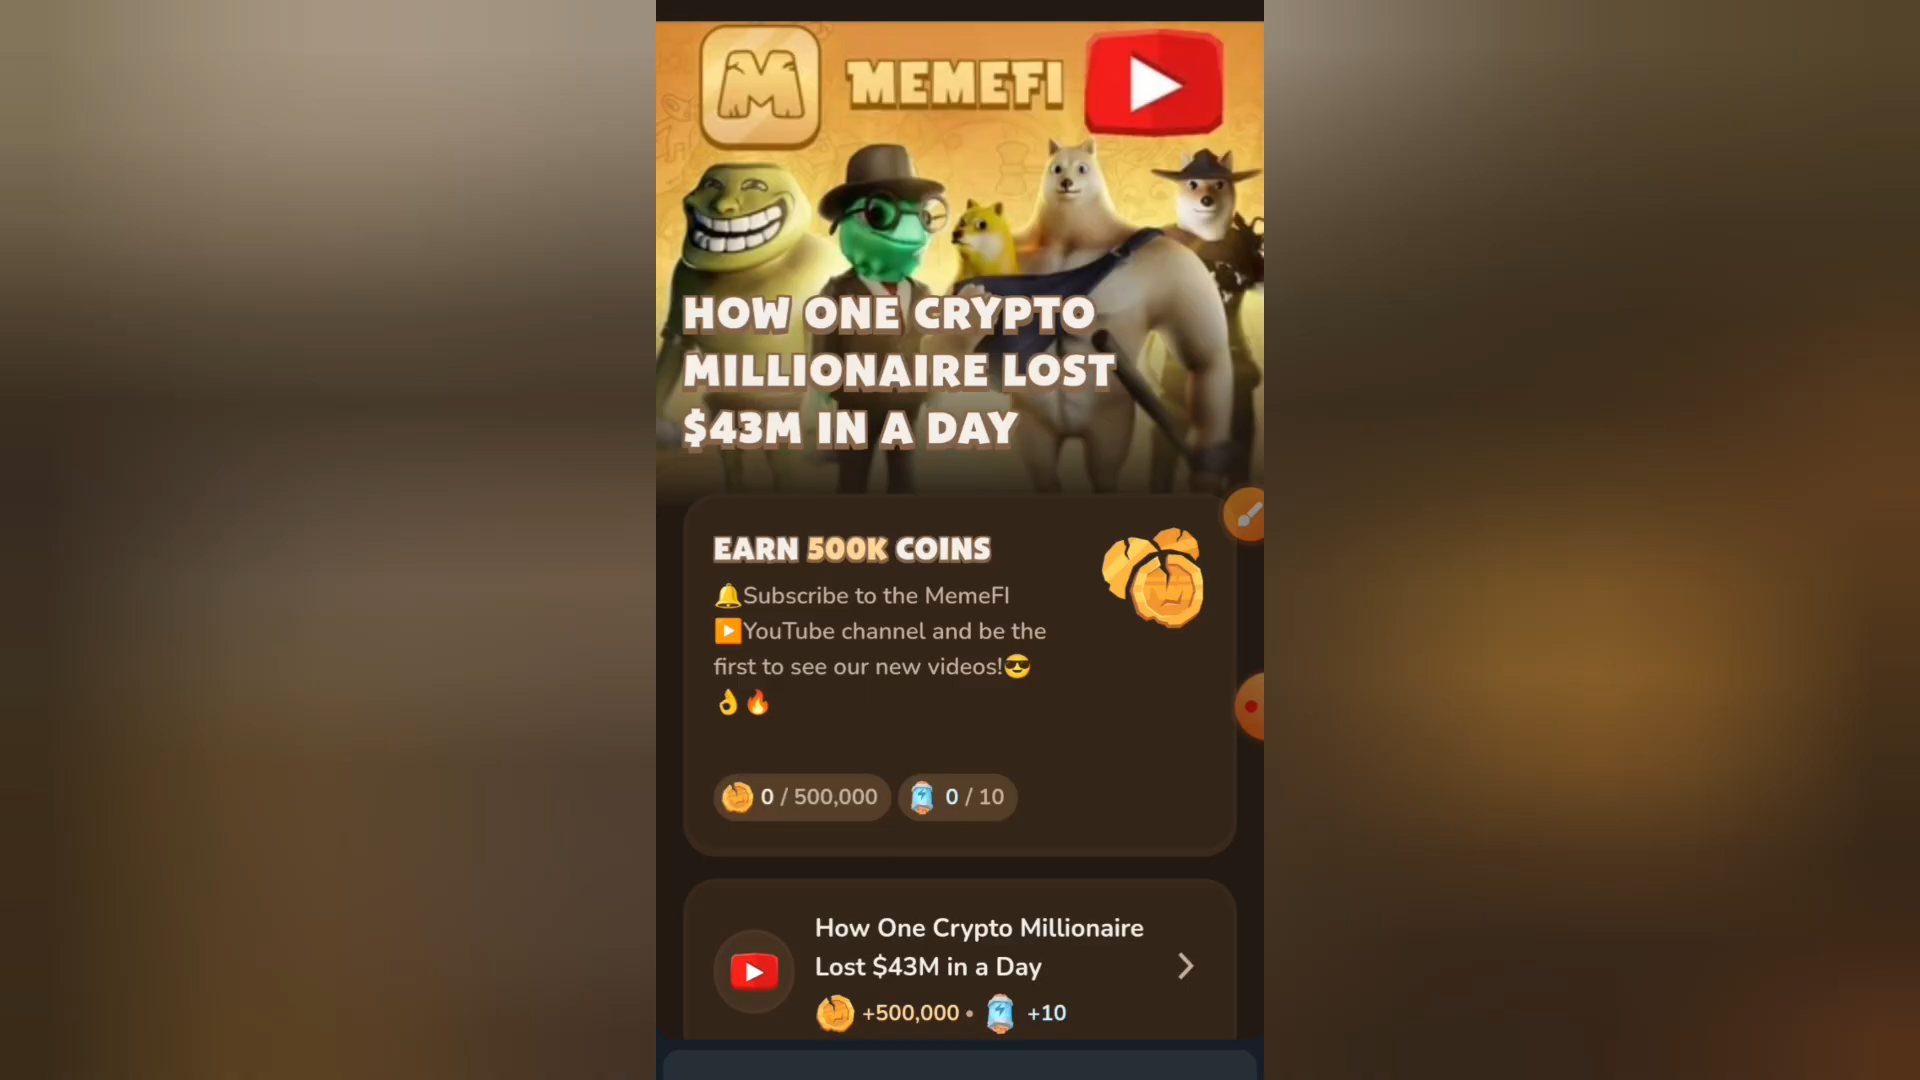 M MEMEFI
HOW ONE CRYPTO
MILLIONAIRE LOST
$43M IN A DAY
EARN 500K COINS
🔔Subscribe to the MemeFI
▶️YouTube channel and be the
first to see our new videos!😎
👌🔥
0 / 500,000 0 / 10
How One Crypto Millionaire
Lost $43M in a Day
+500,000 • +10